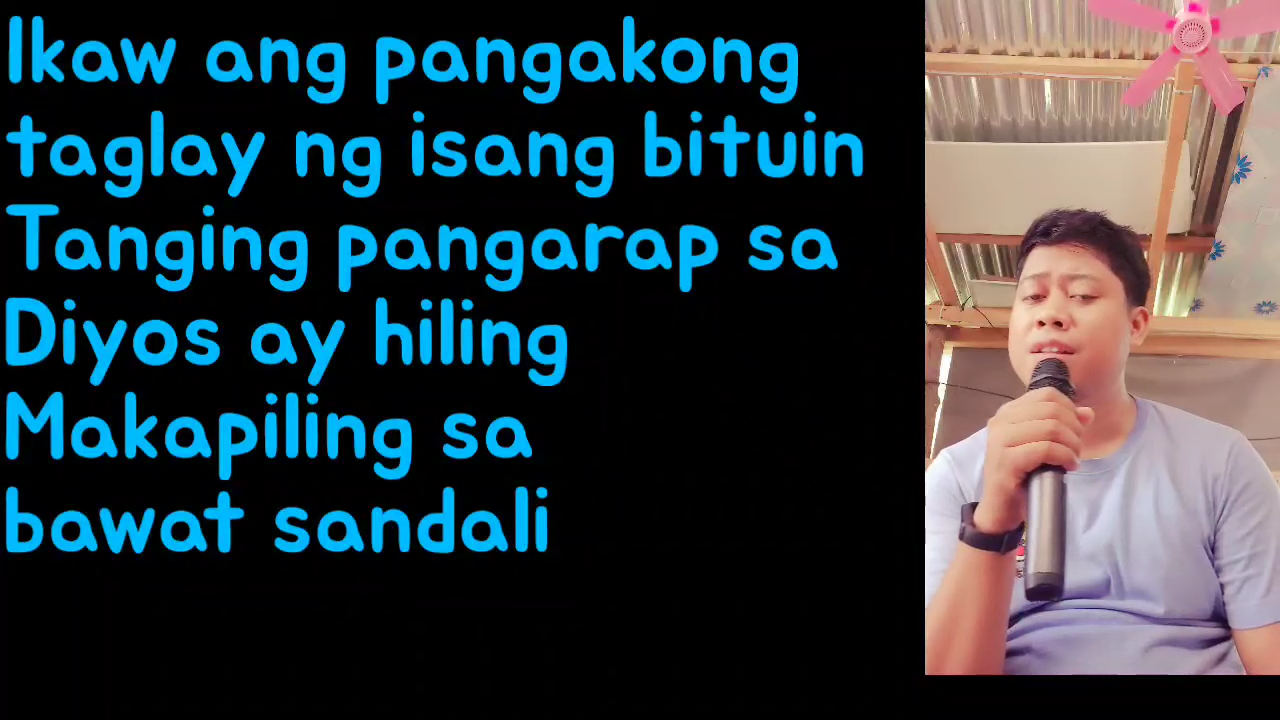 Ikaw ang pangakong
taglay ng isang bituin
Tanging pangarap sa
Diyos ay hiling
Makapiling sa
bawat sandali